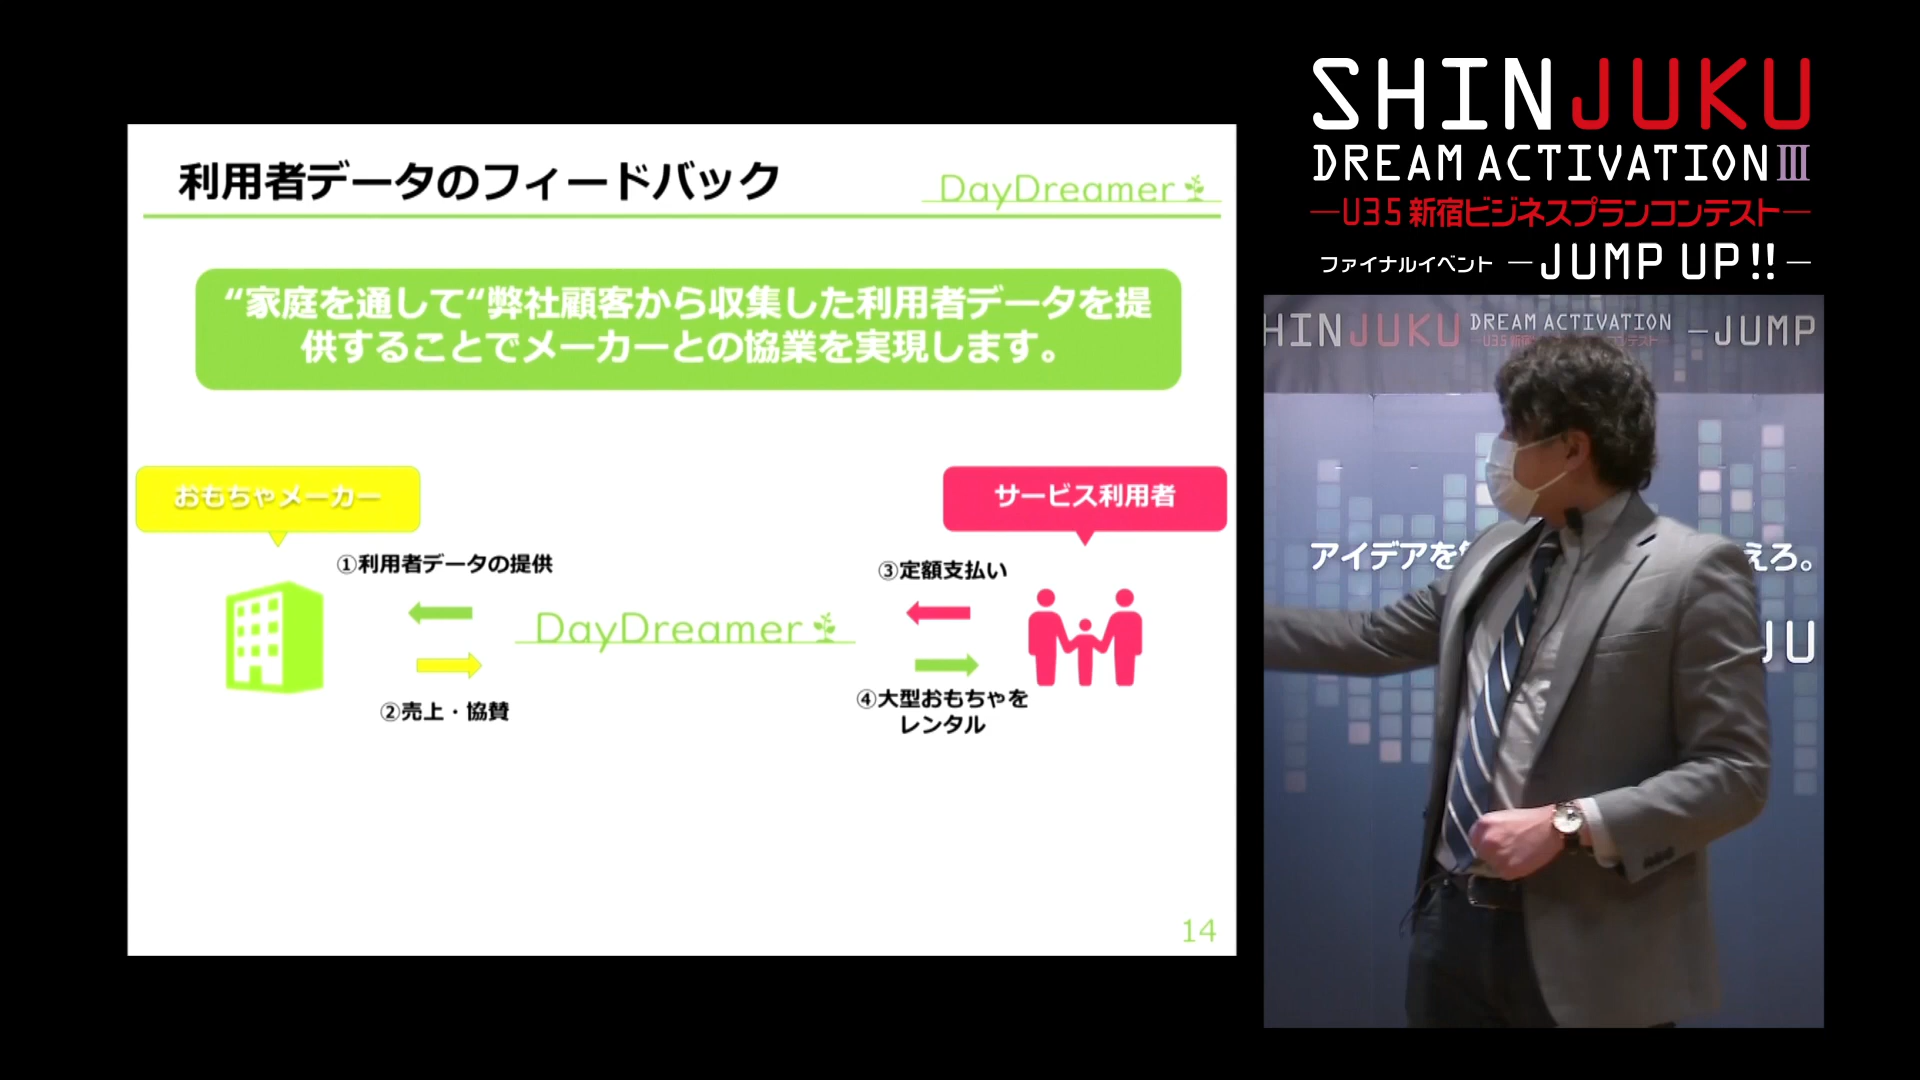 利用者データのフィードバック
DayDreamer
“家庭を通して“弊社顧客から収集した利用者データを提
供することでメーカーとの協業を実現します。
おもちゃメーカー
サービス利用者
①利用者データの提供
③定額支払い
DayDreamer
②売上・協賛
④大型おもちゃを
レンタル
14
SHINJUKU
DREAM ACTIVATION Ⅲ
—U35 新宿ビジネスプランコンテスト—
ファイナルイベント —JUMP UP!!—
HINJUKU DREAM ACTIVATION —JUMP
アイデアを
えろ。
JU